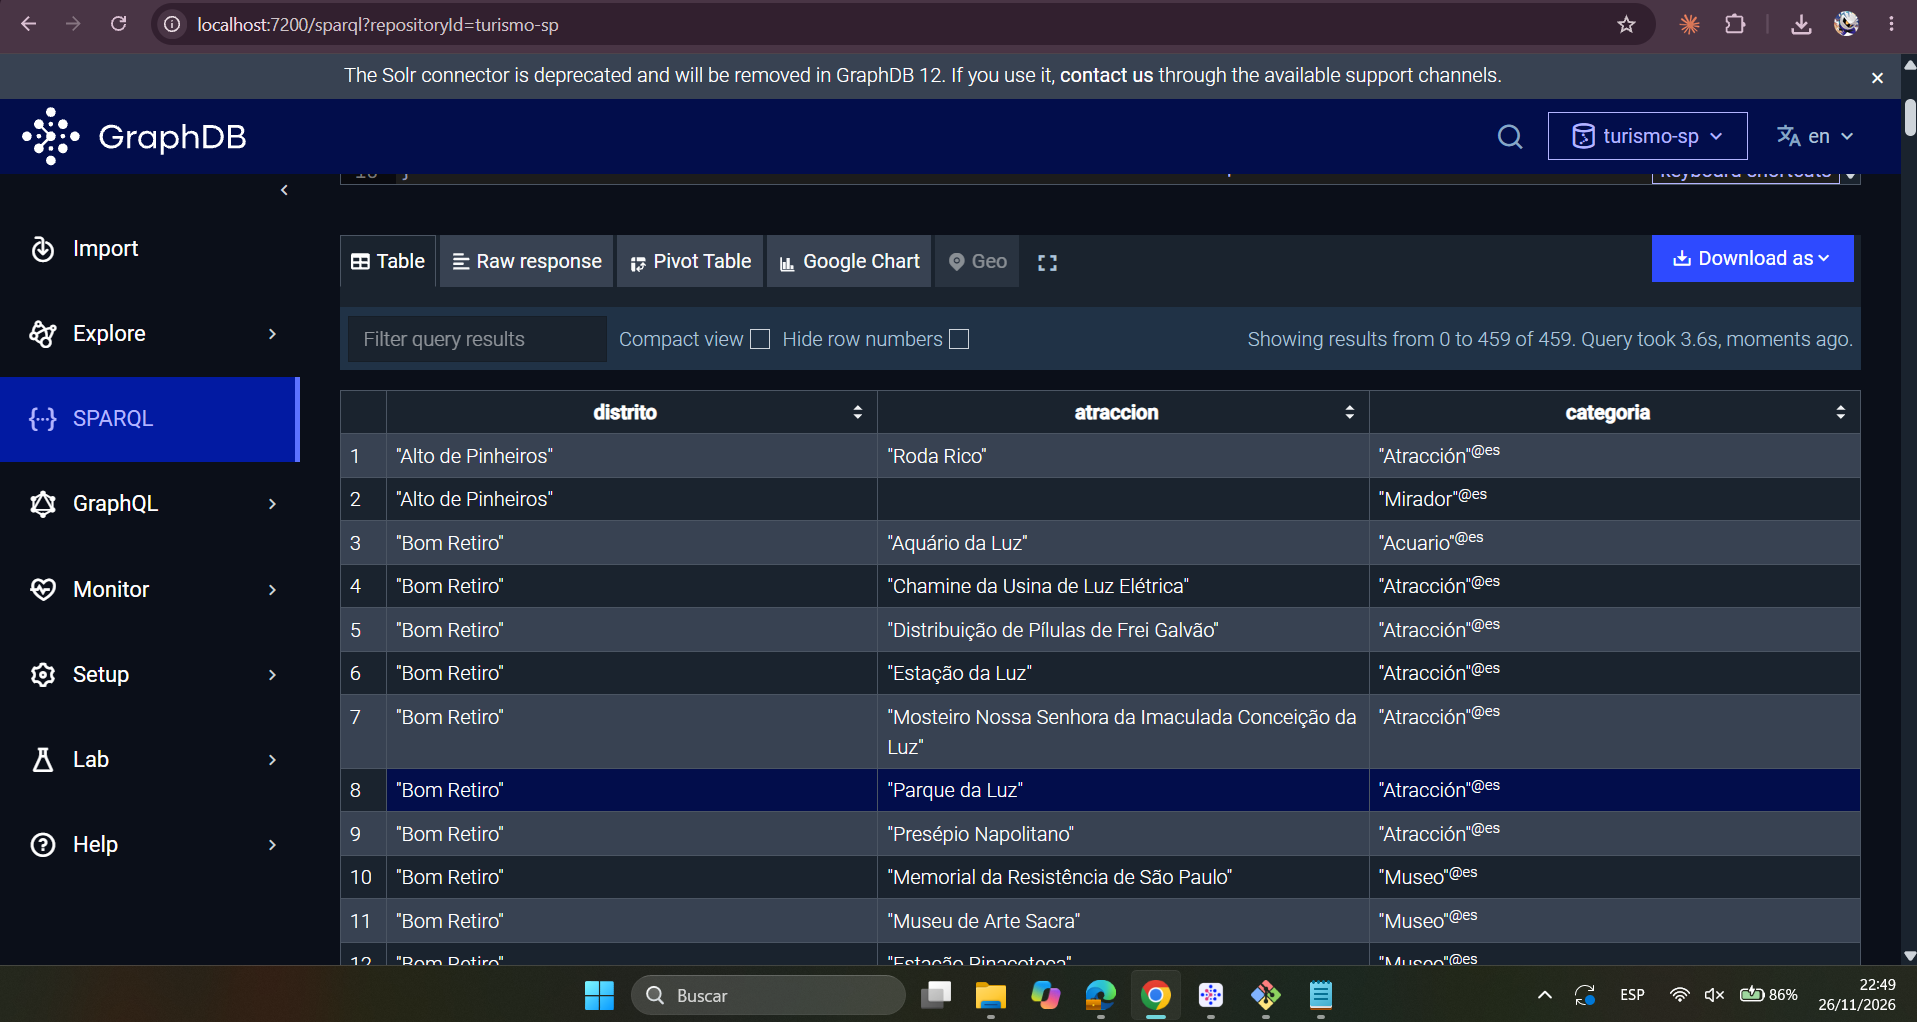 localhost:7200/sparql?repositoryId=turismo-sp
The Solr connector is deprecated and will be removed in GraphDB 12. If you use it, contact us through the available support channels.
GraphDB
turismo-sp
en
Import
Explore
SPARQL
GraphQL
Monitor
Setup
Lab
Help
keyboard shortcuts
Table
Raw response
Pivot Table
Google Chart
Geo
Download as
Filter query results
Compact view
Hide row numbers
Showing results from 0 to 459 of 459. Query took 3.6s, moments ago.
distrito atraccion categoria
1 "Alto de Pinheiros" "Roda Rico" "Atracción"@es
2 "Alto de Pinheiros" "Mirador"@es
3 "Bom Retiro" "Aquário da Luz" "Acuario"@es
4 "Bom Retiro" "Chamine da Usina de Luz Elétrica" "Atracción"@es
5 "Bom Retiro" "Distribuição de Pílulas de Frei Galvão" "Atracción"@es
6 "Bom Retiro" "Estação da Luz" "Atracción"@es
7 "Bom Retiro" "Mosteiro Nossa Senhora da Imaculada Conceição da
Luz" "Atracción"@es
8 "Bom Retiro" "Parque da Luz" "Atracción"@es
9 "Bom Retiro" "Presépio Napolitano" "Atracción"@es
10 "Bom Retiro" "Memorial da Resistência de São Paulo" "Museo"@es
11 "Bom Retiro" "Museu de Arte Sacra" "Museo"@es
12 "Bom Retiro" "Estação Pinacoteca" "Museo"@es
Buscar
ESP
86%
22:49
26/11/2026